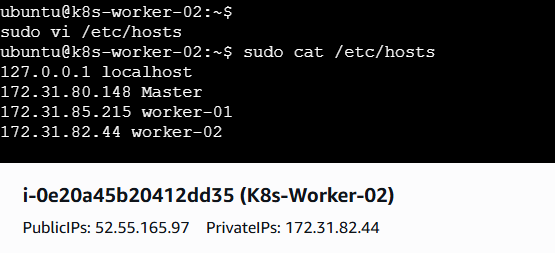 ubuntu@k8s-worker-02:~$
sudo vi /etc/hosts
ubuntu@k8s-worker-02:~$ sudo cat /etc/hosts
127.0.0.1 localhost
172.31.80.148 Master
172.31.85.215 worker-01
172.31.82.44 worker-02
i-0e20a45b20412dd35 (K8s-Worker-02)
PublicIPs: 52.55.165.97 PrivateIPs: 172.31.82.44